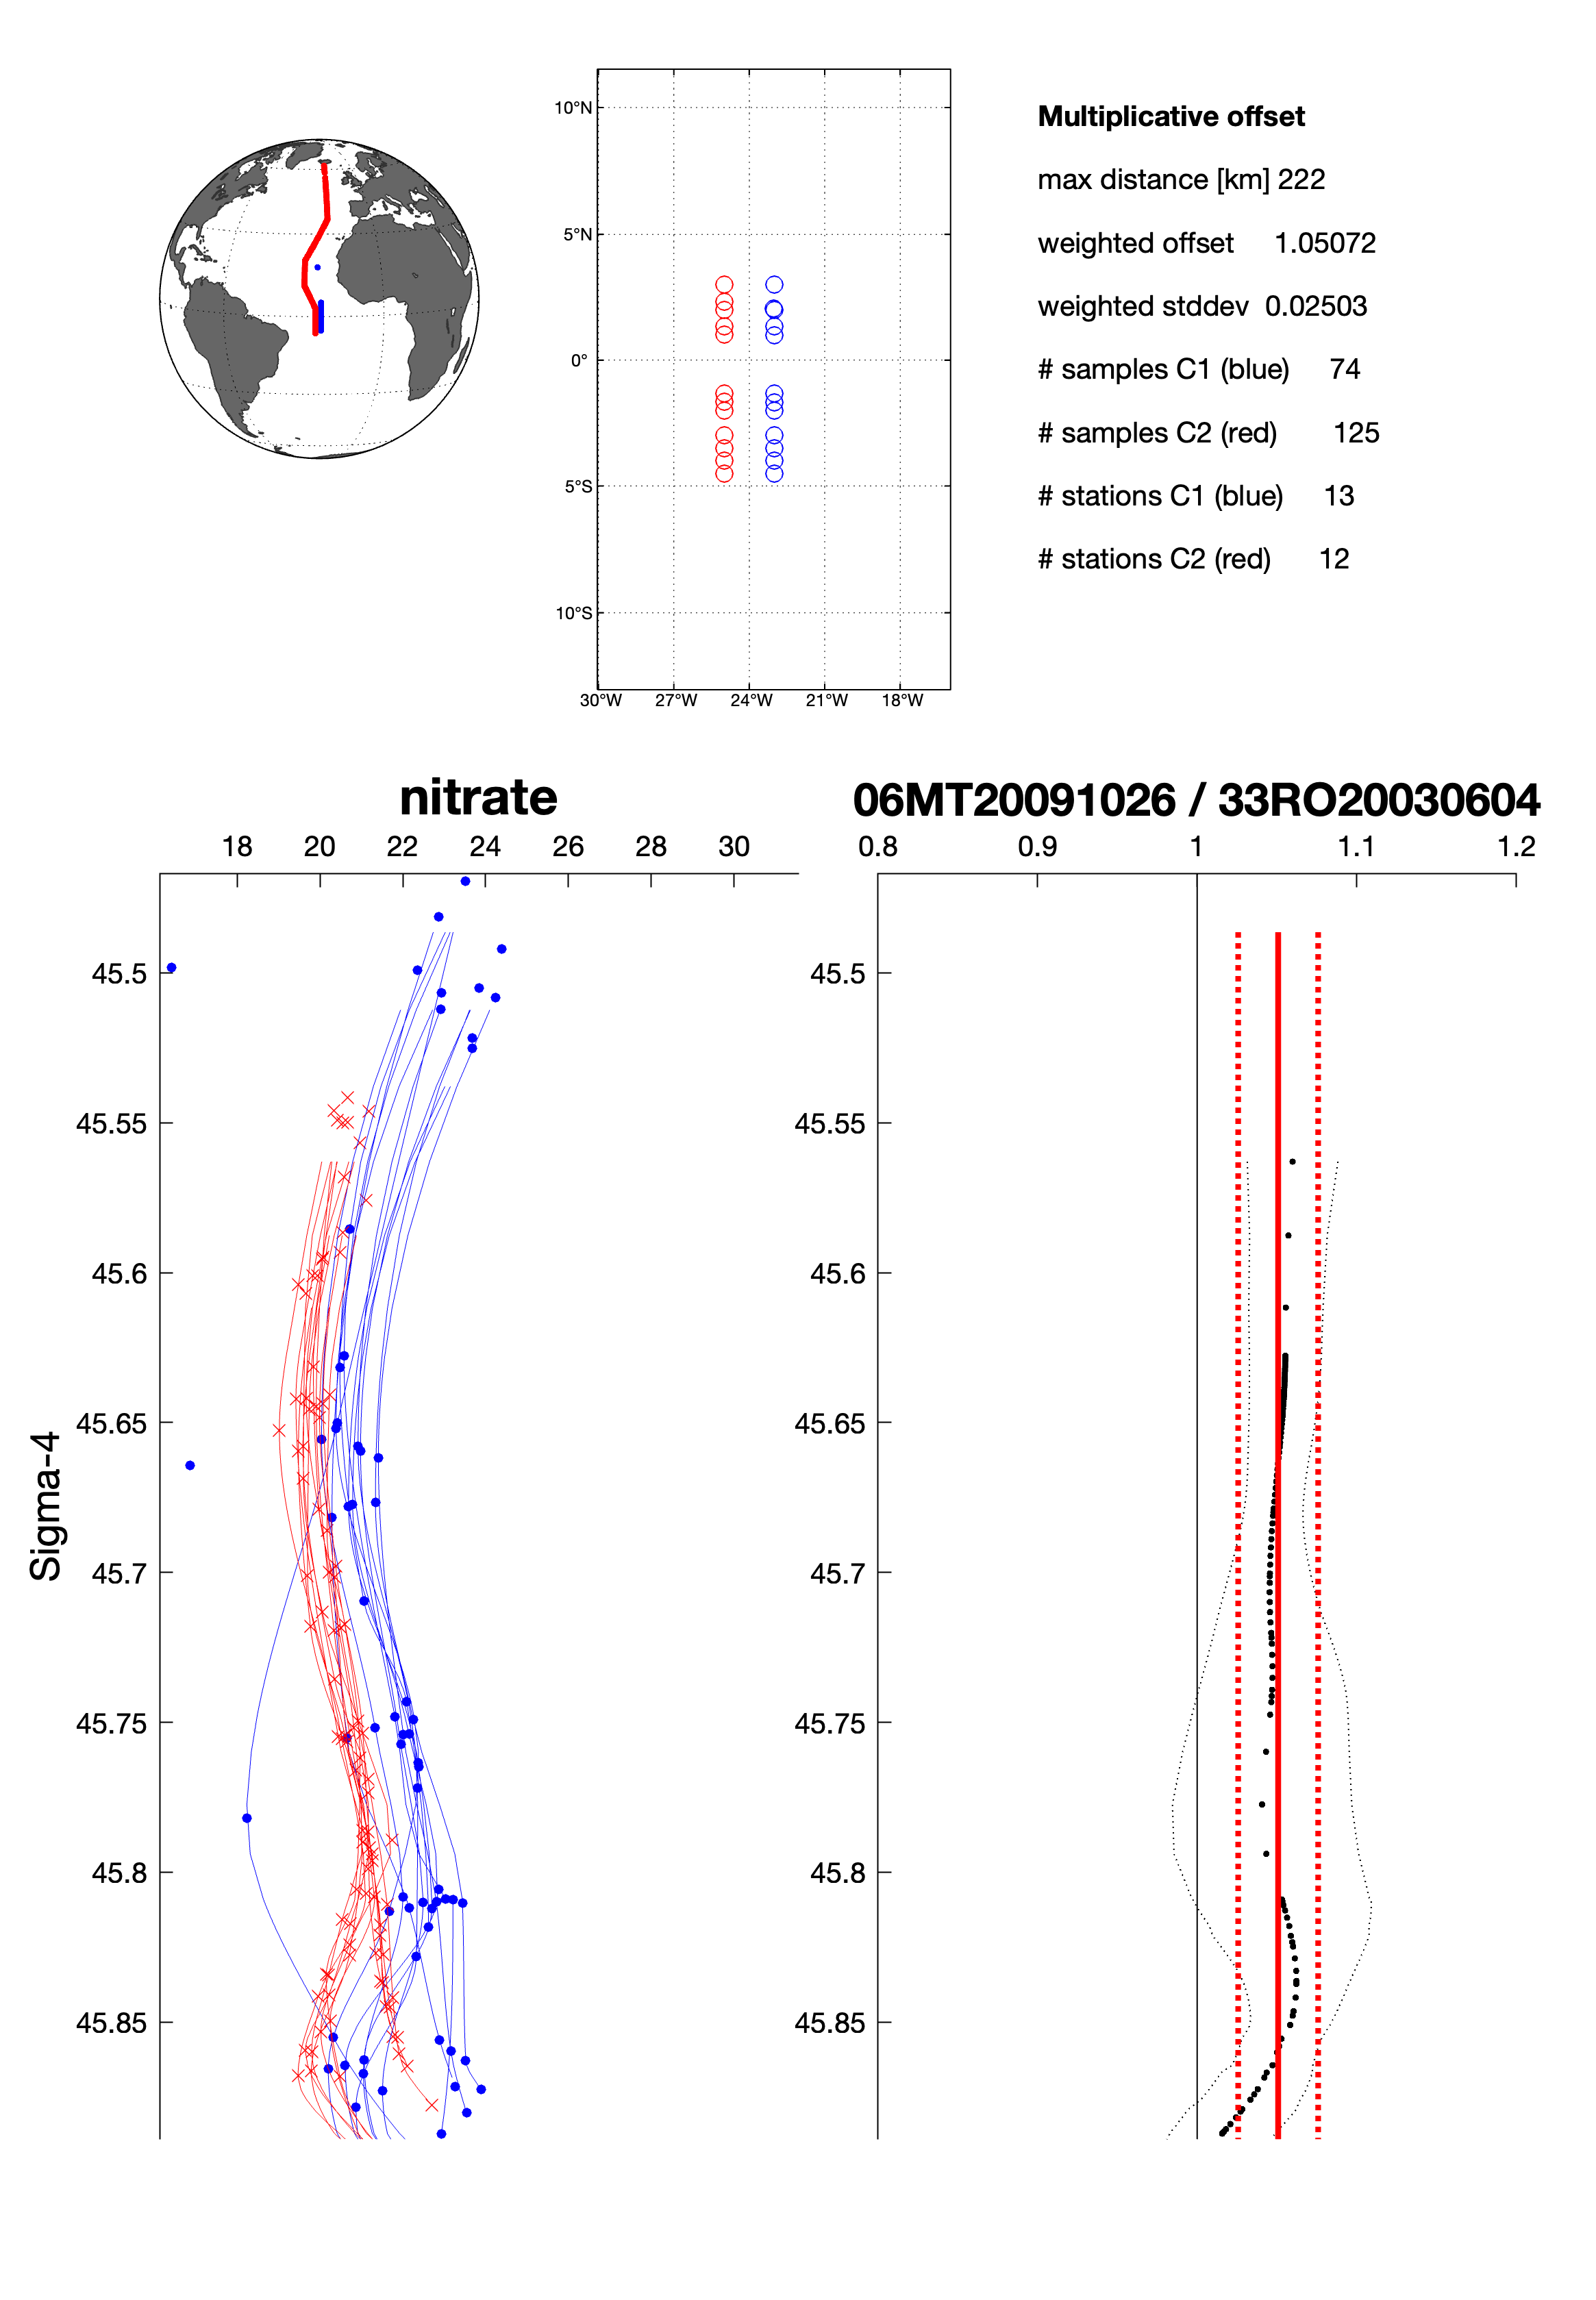 10°N
5°N
0°
5°S
10°S
30°W 27°W 24°W 21°W 18°W
Multiplicative offset
max distance [km] 222
weighted offset 1.05072
weighted stddev 0.02503
# samples C1 (blue) 74
# samples C2 (red) 125
# stations C1 (blue) 13
# stations C2 (red) 12
nitrate
18 20 22 24 26 28 30
45.5
45.55
45.6
45.65
45.7
45.75
45.8
45.85
Sigma-4
06MT20091026 / 33RO20030604
0.8 0.9 1 1.1 1.2
45.5
45.55
45.6
45.65
45.7
45.75
45.8
45.85